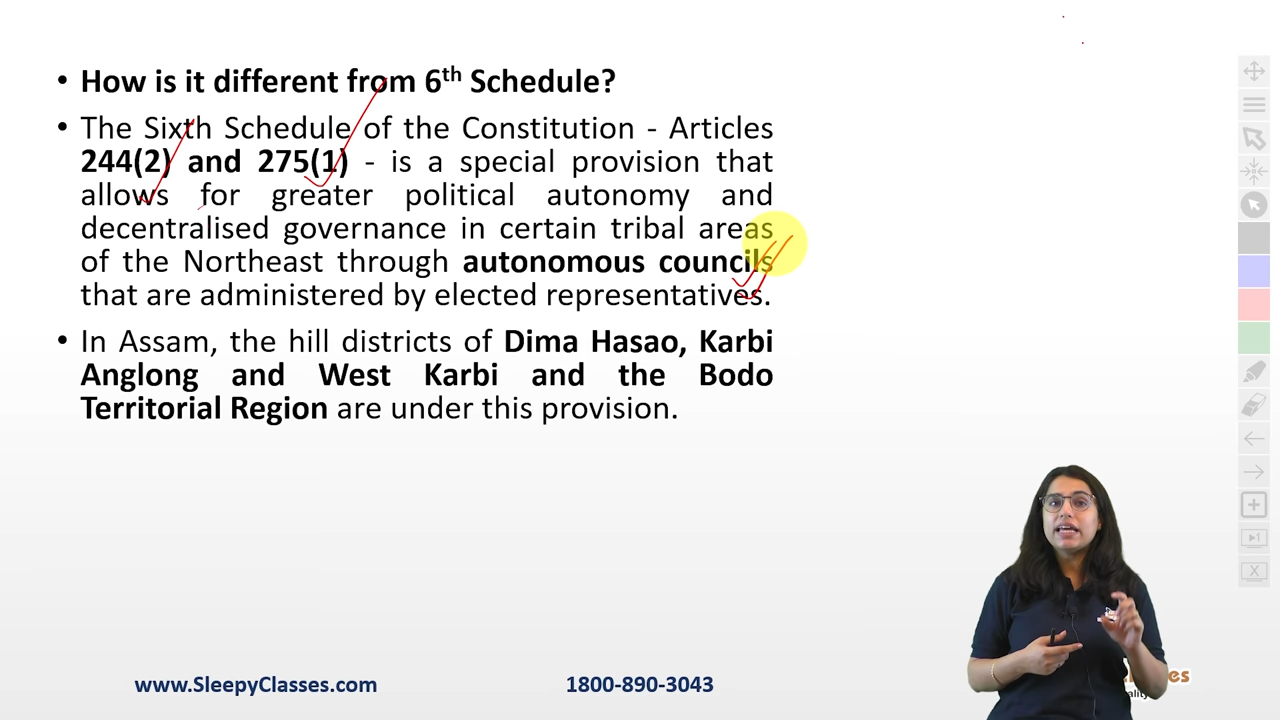 • How is it different from 6th Schedule?
• The Sixth Schedule of the Constitution - Articles
244(2) and 275(1) - is a special provision that
allows for greater political autonomy and
decentralised governance in certain tribal areas
of the Northeast through autonomous councils
that are administered by elected representatives.
• In Assam, the hill districts of Dima Hasao, Karbi
Anglong and West Karbi and the Bodo
Territorial Region are under this provision.
www.SleepyClasses.com
1800-890-3043